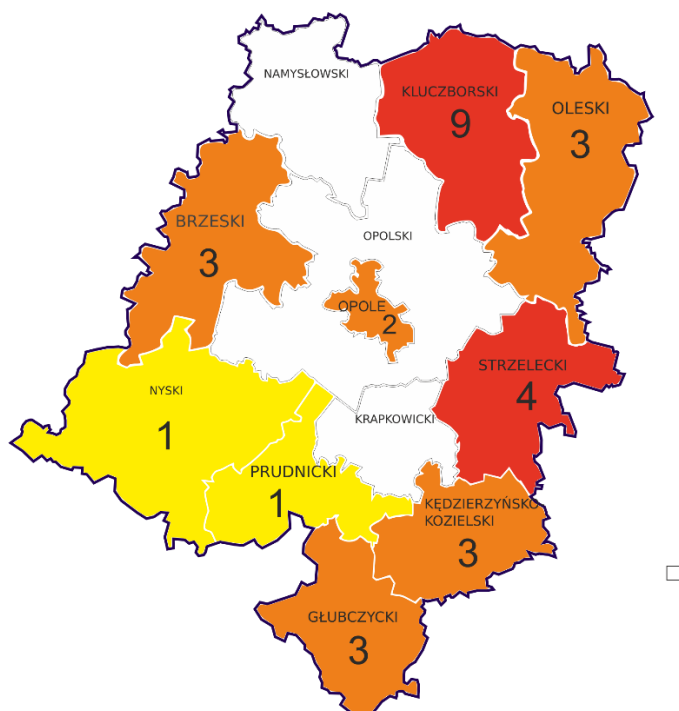 NAMYSŁOWSKI
KLUCZBORSKI
9
OLESKI
3
BRZESKI
3
OPOLSKI
OPOLE
2
STRZELECKI
4
NYSKI
1
KRAPKOWICKI
PRUDNICKI
1
KĘDZIERZYŃSKO
KOZIELSKI
3
GŁUBCZYCKI
3